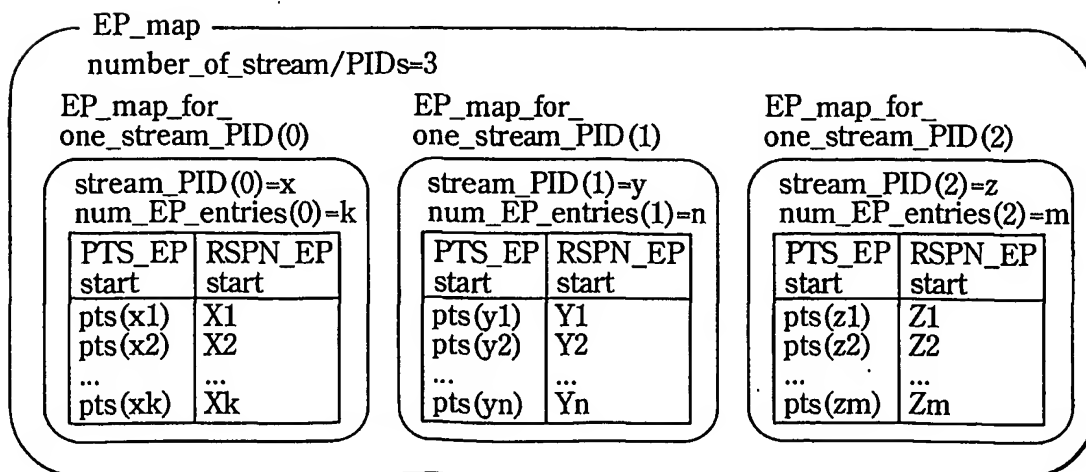 EP_map
number_of_stream/PIDs=3
EP_map_for_
one_stream_PID(0)
stream_PID(0)=x
num_EP_entries(0)=k
PTS_EP RSPN_EP
start start
pts(x1) X1
pts(x2) X2
... ...
pts(xk) Xk
EP_map_for_
one_stream_PID(1)
stream_PID(1)=y
num_EP_entries(1)=n
PTS_EP RSPN_EP
start start
pts(y1) Y1
pts(y2) Y2
... ...
pts(yn) Yn
EP_map_for_
one_stream_PID(2)
stream_PID(2)=z
num_EP_entries(2)=m
PTS_EP RSPN_EP
start start
pts(z1) Z1
pts(z2) Z2
... ...
pts(zm) Zm